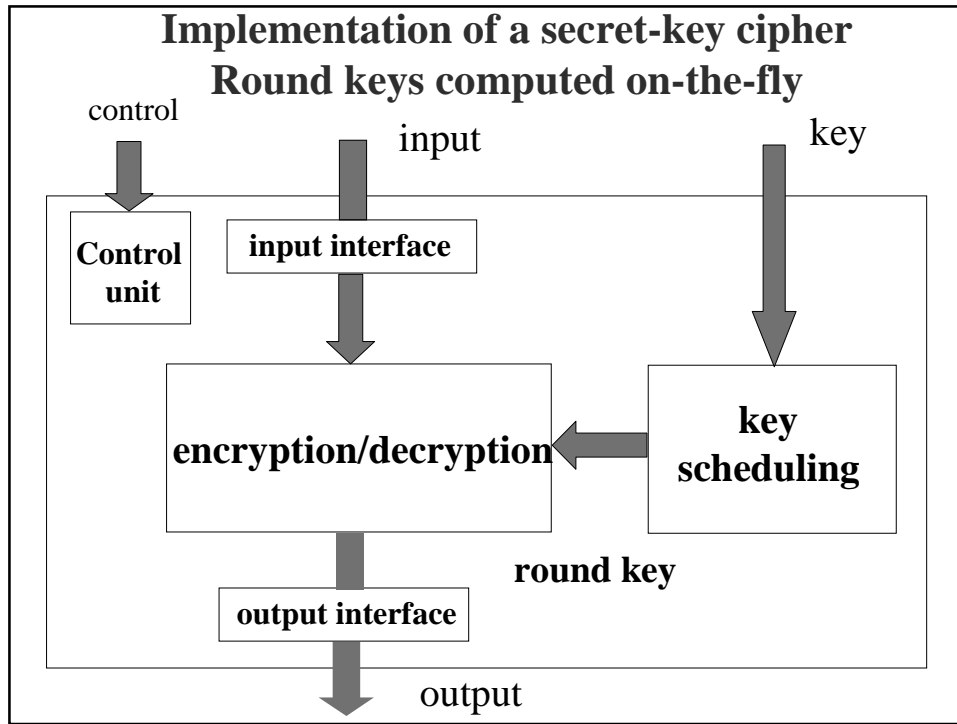 Implementation of a secret-key cipher
Round keys computed on-the-fly
control
input
key
Control
unit
input interface
encryption/decryption
key
scheduling
round key
output interface
output